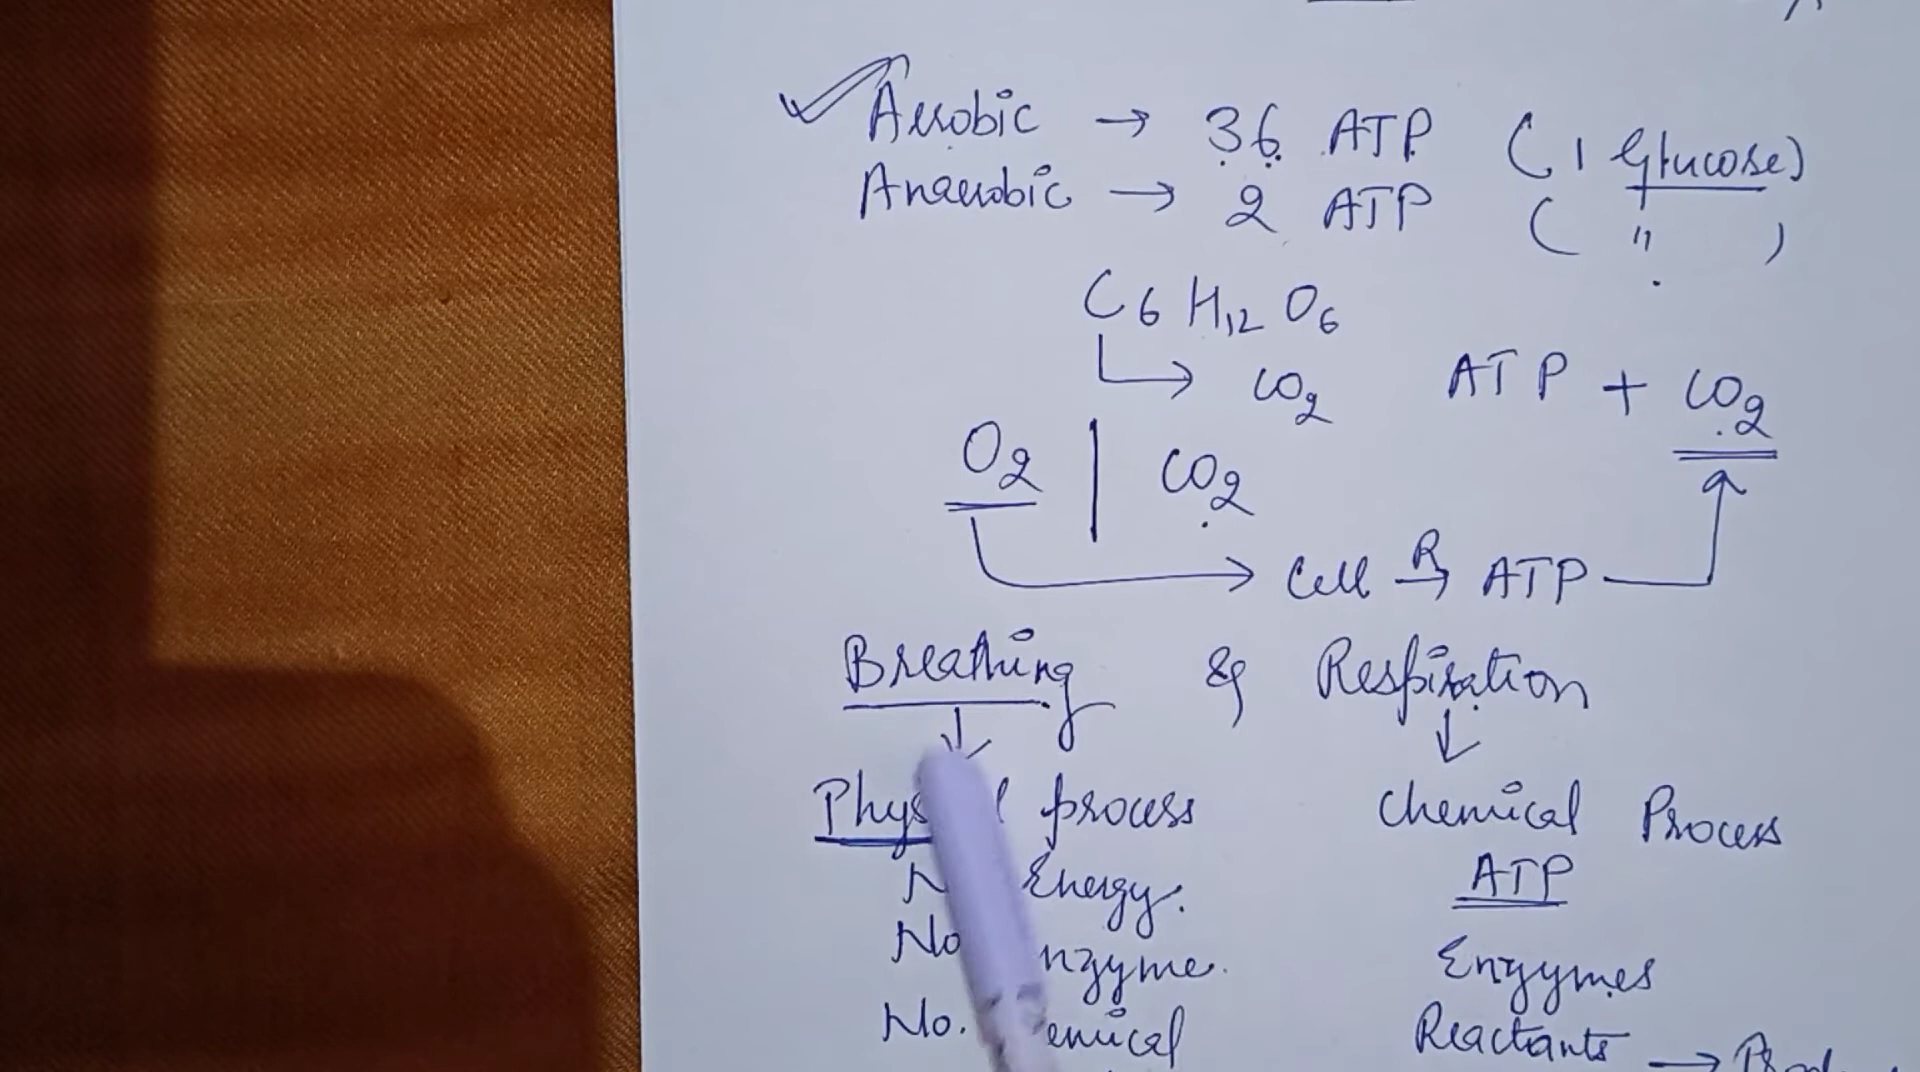 Aerobic → 36 ATP (1 Glucose)
Anaerobic → 2 ATP ( " )
C6 H12 O6
→ CO2 ATP + CO2
O2 | CO2
→ Cell R→ ATP
Breathing & Respiration
↓ ↓
process Chemical Process
Energy. ATP
No nzyme. Enzymes
No. emical Reactants →